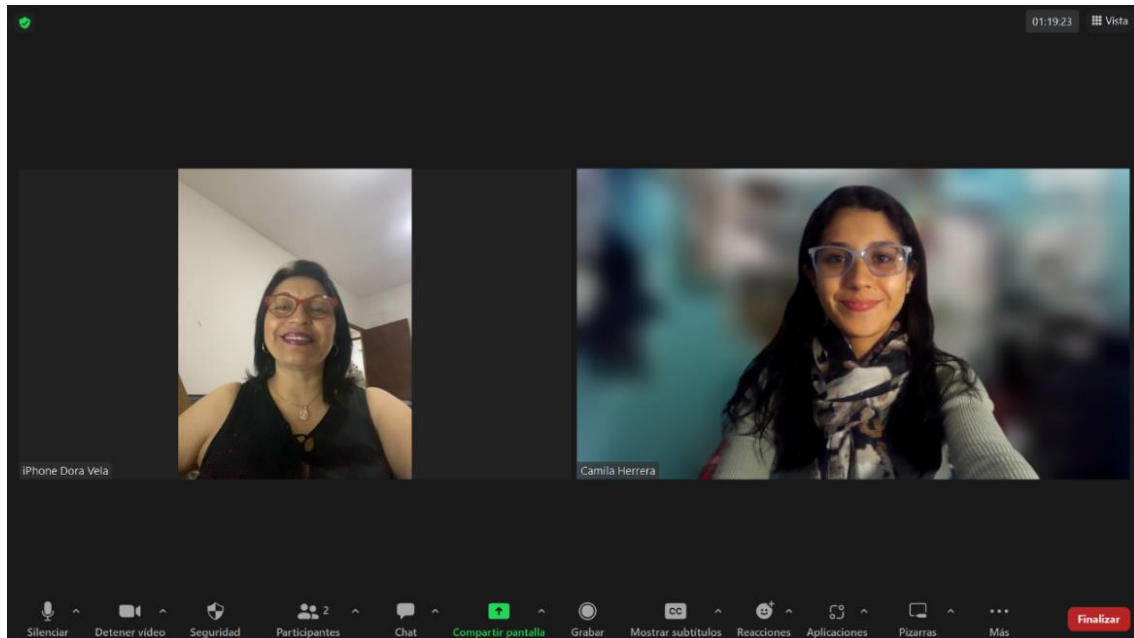 01:19:23
Vista
iPhone Dora Vela
Camila Herrera
2
CC
Silenciar
Detener vídeo
Seguridad
Participantes
Chat
Compartir pantalla
Grabar
Mostrar subtítulos
Reacciones
Aplicaciones
Pizarras
Más
Finalizar